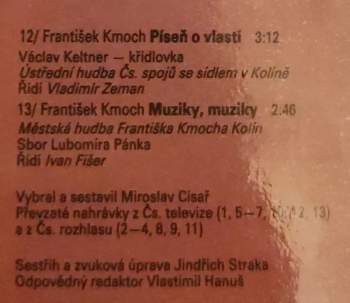 12/ František Kmoch Píseň o vlasti 3:12
Václav Keltner — křídlovka
Ústřední hudba Čs. spojů se sídlem v Kolíně
Řídí Vladimír Zeman
13/ František Kmoch Muziky, muziky 2:46
Městská hudba Františka Kmocha Kolín
Sbor Lubomíra Pánka
Řídí Ivan Fišer
Vybral a sestavil Miroslav Císař
Převzaté nahrávky z Čs. televize (1, 5–7, 10, 12, 13)
a z Čs. rozhlasu (2–4, 8, 9, 11)
Sestřih a zvuková úprava Jindřich Straka
Odpovědný redaktor Vlastimil Hanuš